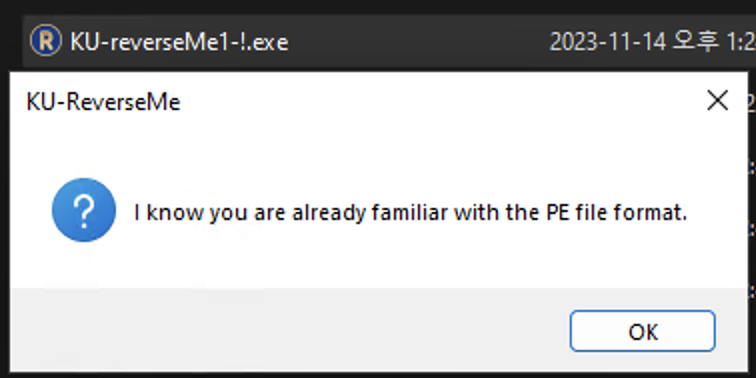 R KU-reverseMe1-!.exe 2023-11-14 오후 1:2
KU-ReverseMe
?
I know you are already familiar with the PE file format.
OK